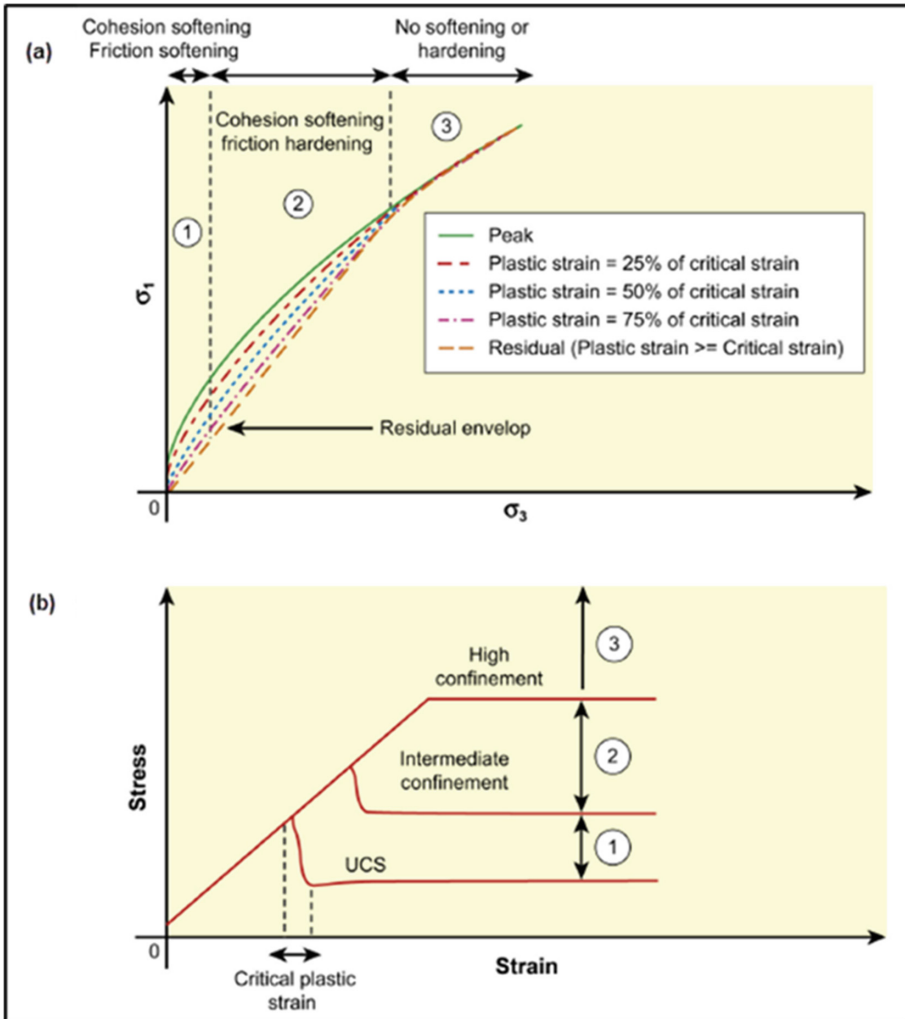 Cohesion softening
Friction softening
No softening or
hardening
(a)
Cohesion softening
friction hardening
3
2
1
σ1
Peak
Plastic strain = 25% of critical strain
Plastic strain = 50% of critical strain
Plastic strain = 75% of critical strain
Residual (Plastic strain >= Critical strain)
Residual envelop
0
σ3
(b)
3
High
confinement
Stress
Intermediate
confinement
2
1
UCS
0
Critical plastic
strain
Strain